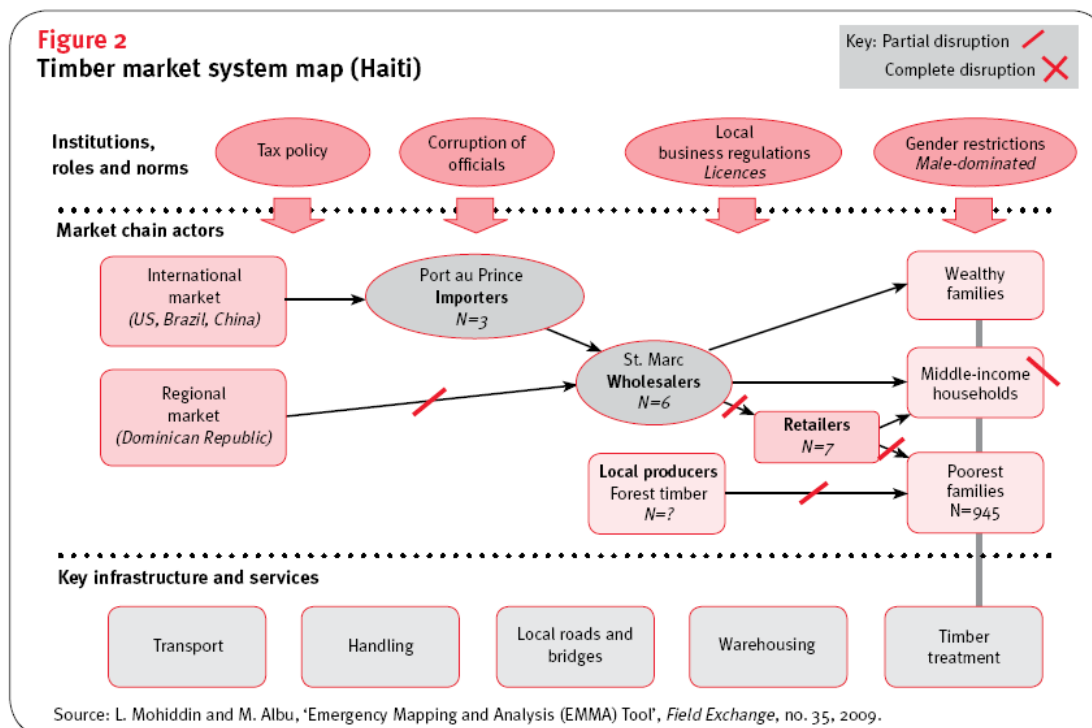 Figure 2
Timber market system map (Haiti)
Key: Partial disruption
Complete disruption
Institutions,
roles and norms
Tax policy
Corruption of
officials
Local
business regulations
Licences
Gender restrictions
Male-dominated
Market chain actors
International
market
(US, Brazil, China)
Port au Prince
Importers
N=3
Wealthy
families
Regional
market
(Dominican Republic)
St. Marc
Wholesalers
N=6
Middle-income
households
Retailers
N=7
Local producers
Forest timber
N=?
Poorest
families
N=945
Key infrastructure and services
Transport
Handling
Local roads and
bridges
Warehousing
Timber
treatment
Source: L. Mohiddin and M. Albu, ‘Emergency Mapping and Analysis (EMMA) Tool’, Field Exchange, no. 35, 2009.